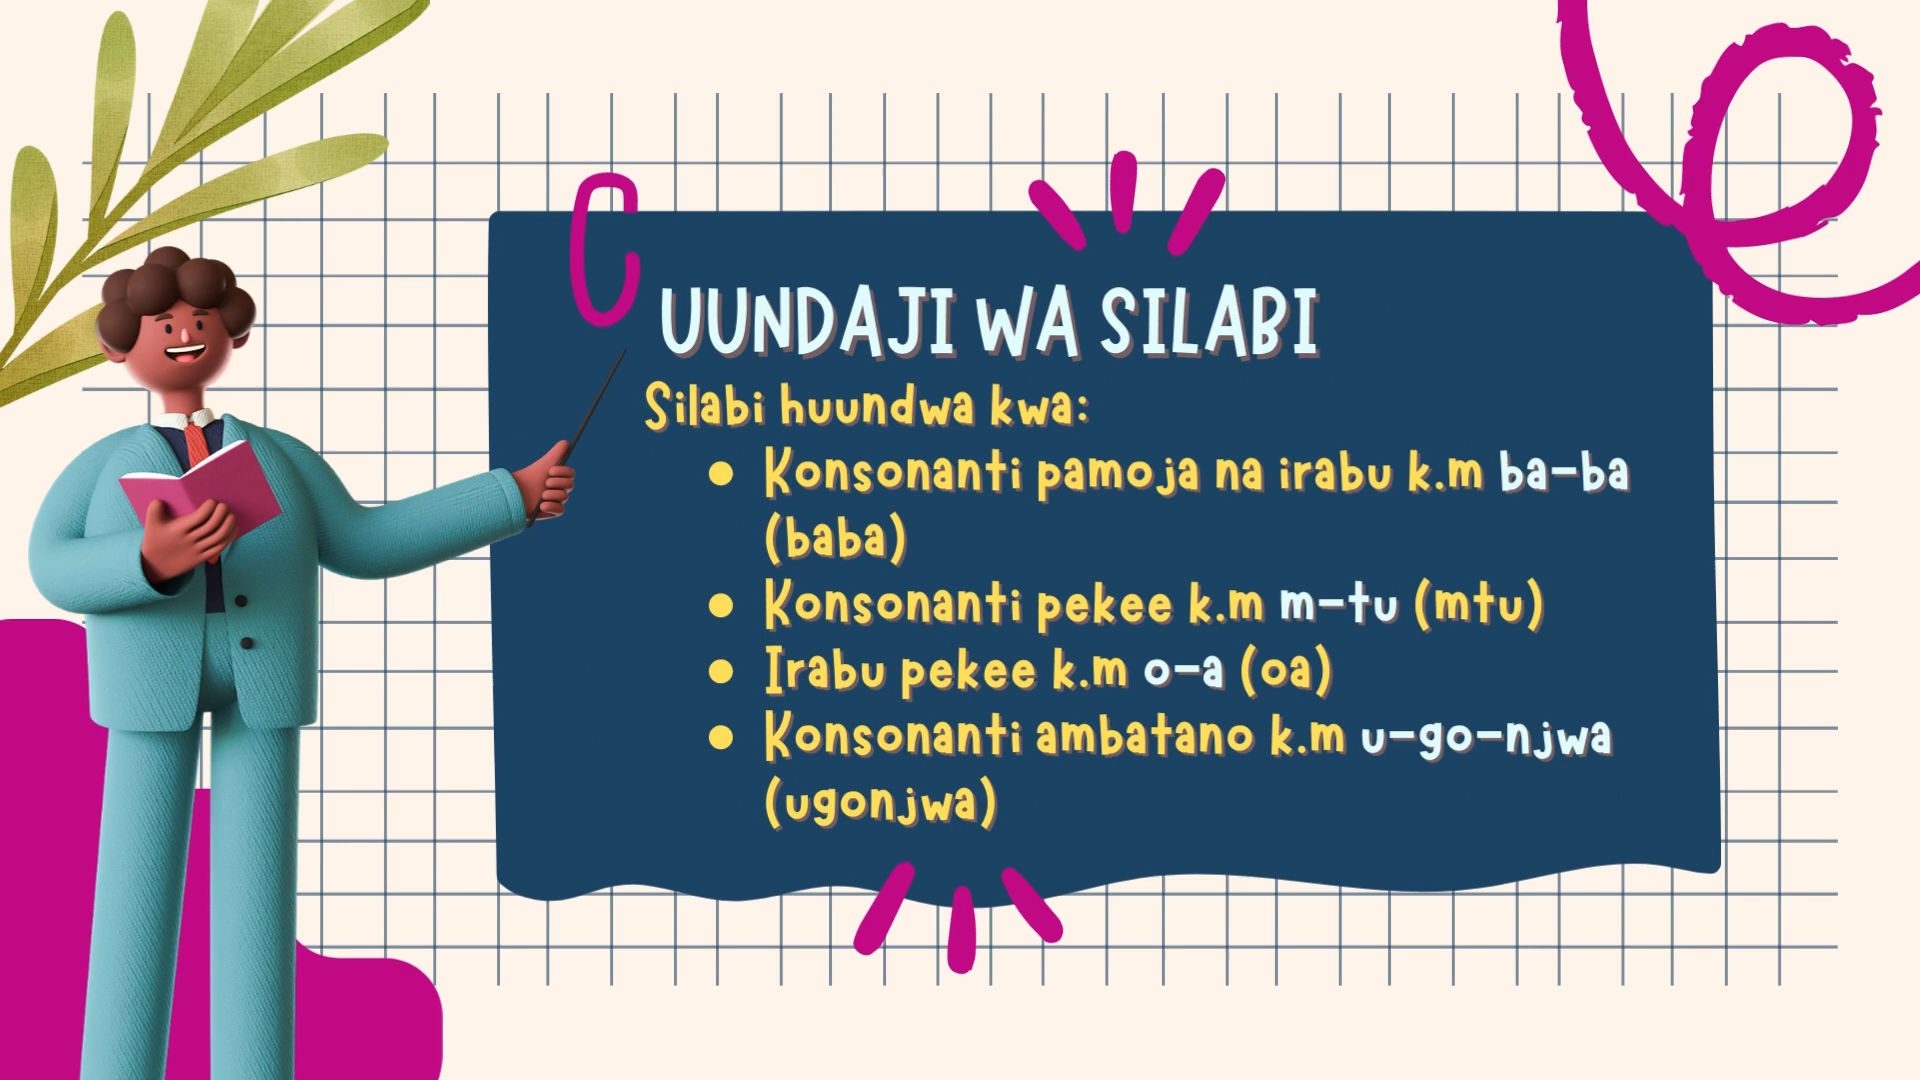 UUNDAJI WA SILABI
Silabi huundwa kwa:
• Konsonanti pamoja na irabu k.m ba-ba
(baba)
• Konsonanti pekee k.m m-tu (mtu)
• Irabu pekee k.m o-a (oa)
• Konsonanti ambatano k.m u-go-njwa
(ugonjwa)